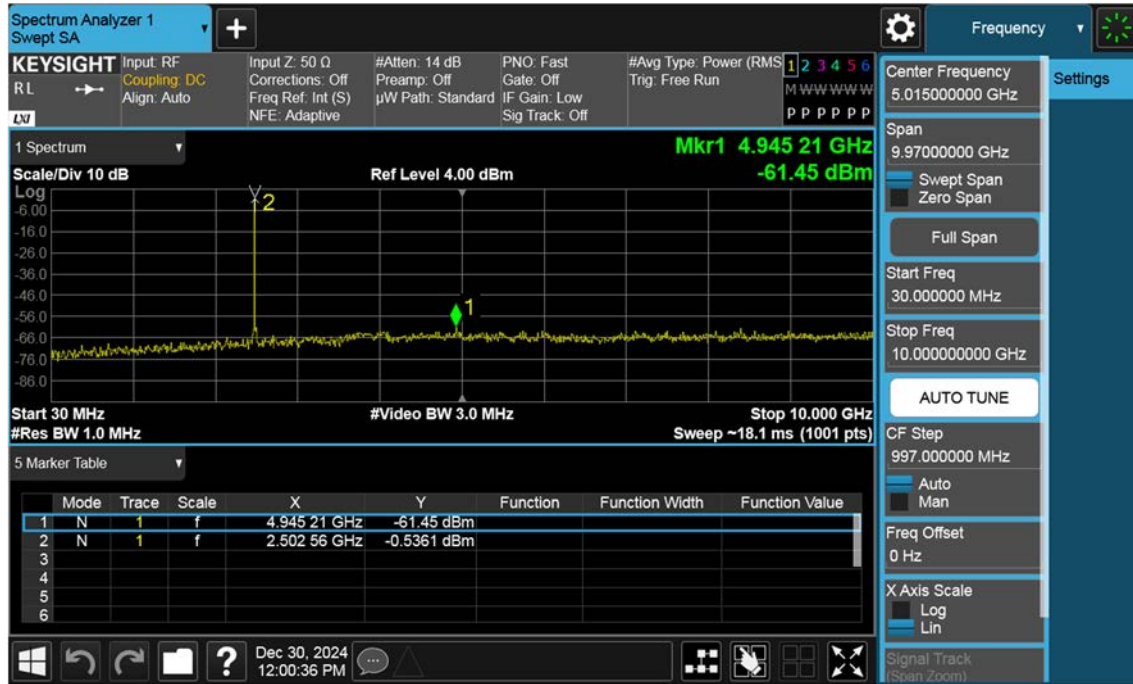 Spectrum Analyzer 1
Swept SA
Frequency
KEYSIGHT
R L
LXI
Input: RF
Coupling: DC
Align: Auto
Input Z: 50 Ω
Corrections: Off
Freq Ref: Int (S)
NFE: Adaptive
#Atten: 14 dB
Preamp: Off
µW Path: Standard
PNO: Fast
Gate: Off
IF Gain: Low
Sig Track: Off
#Avg Type: Power (RMS
Trig: Free Run
1 2 3 4 5 6
M W W W W W
P P P P P P
1 Spectrum
Scale/Div 10 dB
Ref Level 4.00 dBm
Mkr1 4.945 21 GHz
-61.45 dBm
Log
-6.00
-16.0
-26.0
-36.0
-46.0
-56.0
-66.0
-76.0
-86.0
2
1
Start 30 MHz
#Video BW 3.0 MHz
Stop 10.000 GHz
#Res BW 1.0 MHz
Sweep ~18.1 ms (1001 pts)
5 Marker Table
Mode Trace Scale X Y Function Function Width Function Value
1 N 1 f 4.945 21 GHz -61.45 dBm
2 N 1 f 2.502 56 GHz -0.5361 dBm
3
4
5
6
?
Dec 30, 2024
12:00:36 PM
Center Frequency
5.015000000 GHz
Settings
Span
9.97000000 GHz
Swept Span
Zero Span
Full Span
Start Freq
30.000000 MHz
Stop Freq
10.000000000 GHz
AUTO TUNE
CF Step
997.000000 MHz
Auto
Man
Freq Offset
0 Hz
X Axis Scale
Log
Lin
Signal Track
(Span Zoom)